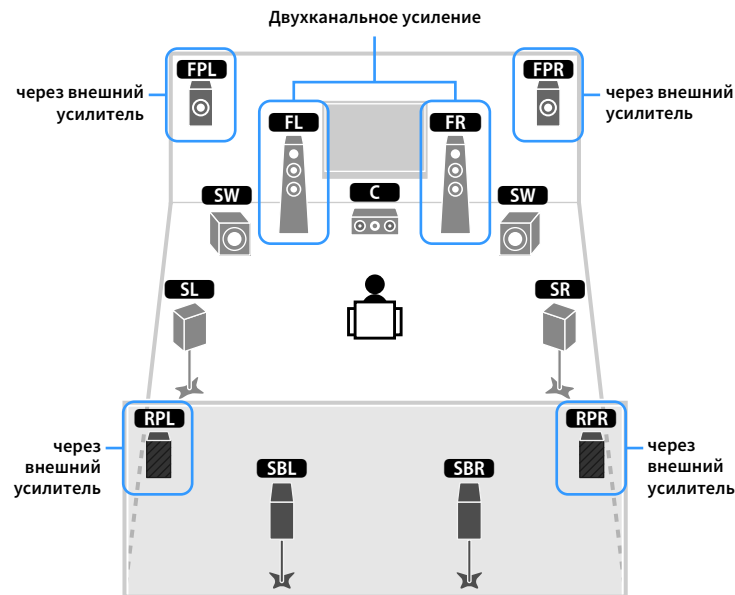 Двухканальное усиление
FPL
FPR
через внешний
усилитель
через внешний
усилитель
FL
FR
SW
C
SW
SL
SR
RPL
RPR
через
внешний
усилитель
через
внешний
усилитель
SBL
SBR